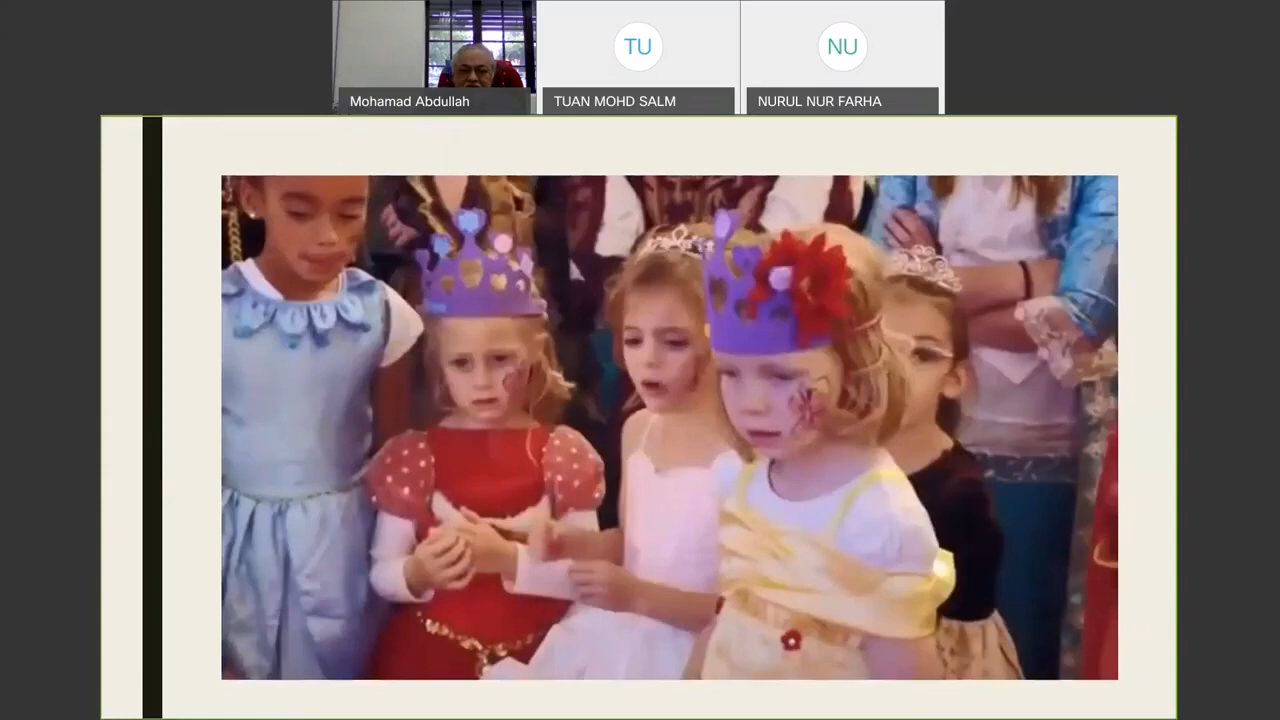 TU
NU
Mohamad Abdullah
TUAN MOHD SALM
NURUL NUR FARHA